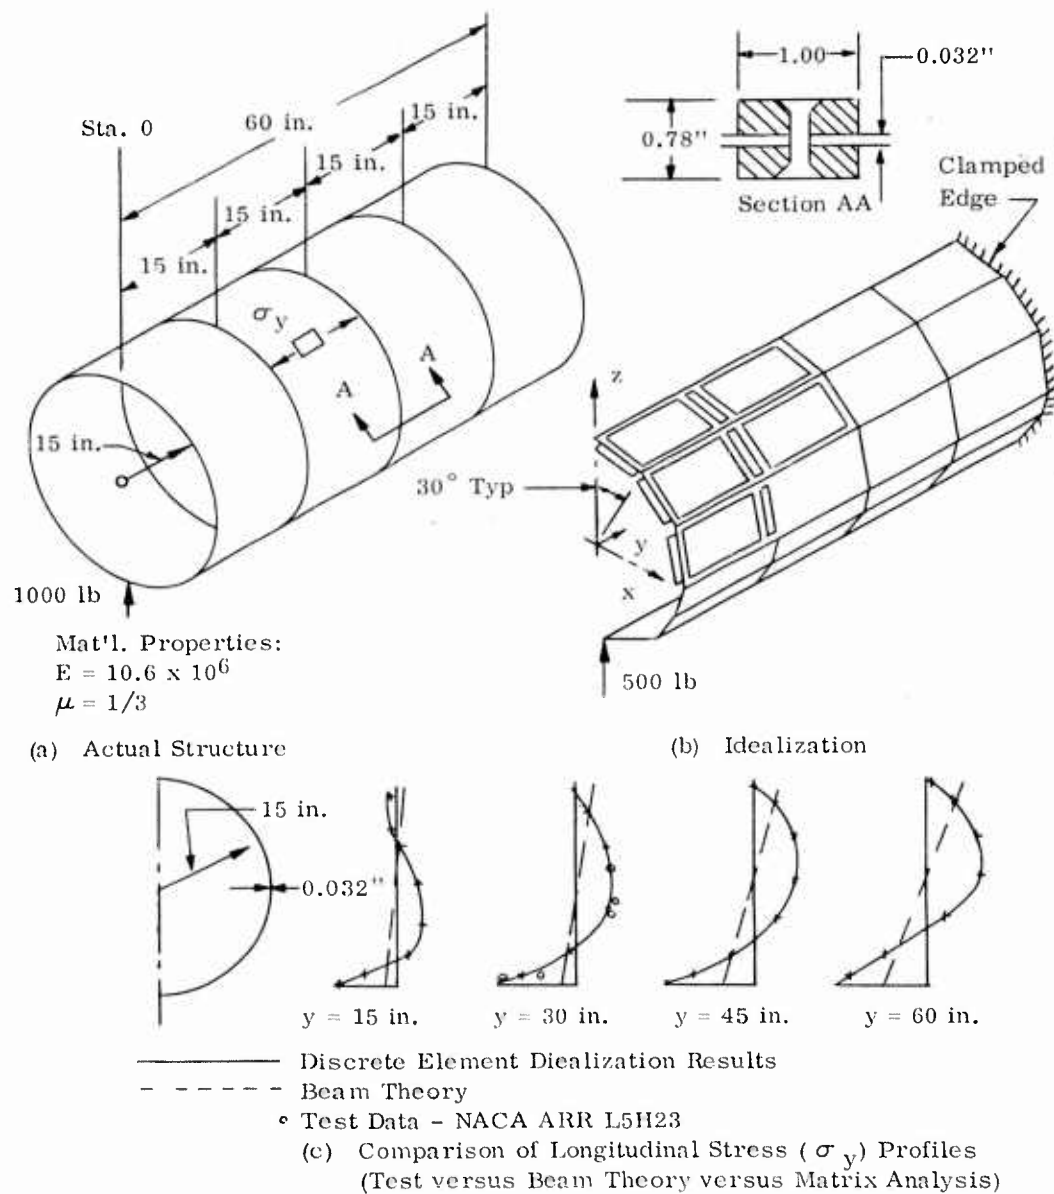 Sta. 0
60 in.
15 in.
15 in.
15 in.
15 in.
σy
A
A
15 in.
1000 lb
Mat'l. Properties:
E = 10.6 x 10⁶
μ = 1/3
(a) Actual Structure
1.00
0.032"
0.78"
Section AA
Clamped
Edge
z
30° Typ
y
x
500 lb
(b) Idealization
15 in.
0.032"
y = 15 in.
y = 30 in.
y = 45 in.
y = 60 in.
Discrete Element Diealization Results
Beam Theory
Test Data - NACA ARR L5H23
(c) Comparison of Longitudinal Stress (σy) Profiles
(Test versus Beam Theory versus Matrix Analysis)